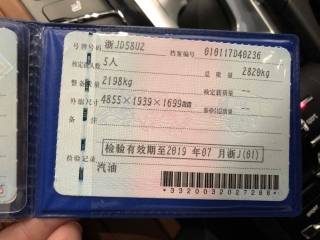 号牌号码 浙JD58U2 档案编号 010117D40236
核定载人数 5人 总质量 2820kg
整备质量 2198kg 核定载质量 --
外廓尺寸 4855×1939×1699mm 准牵引总质量 --
备注
检验有效期至2019年07月浙J(01)
检验记录
汽油
*3320032027286*